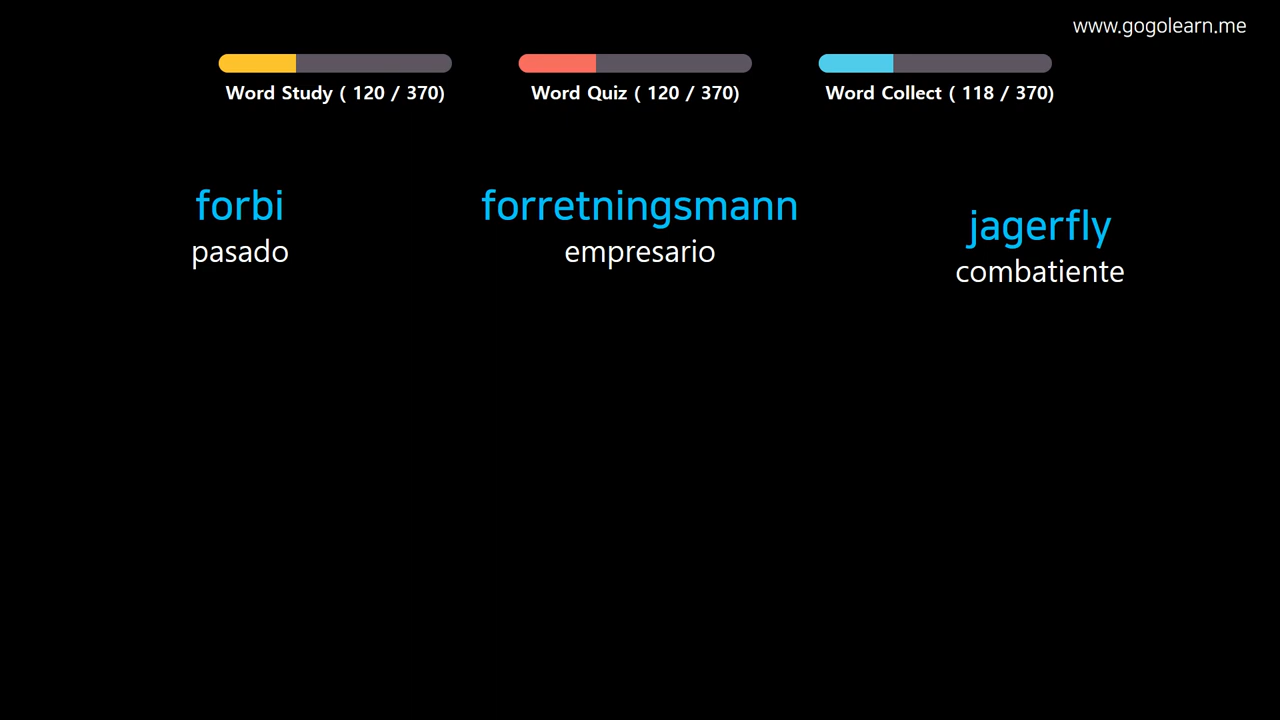 www.gogolearn.me
Word Study ( 120 / 370)
Word Quiz ( 120 / 370)
Word Collect ( 118 / 370)
forbi
pasado
forretningsmann
empresario
jagerfly
combatiente